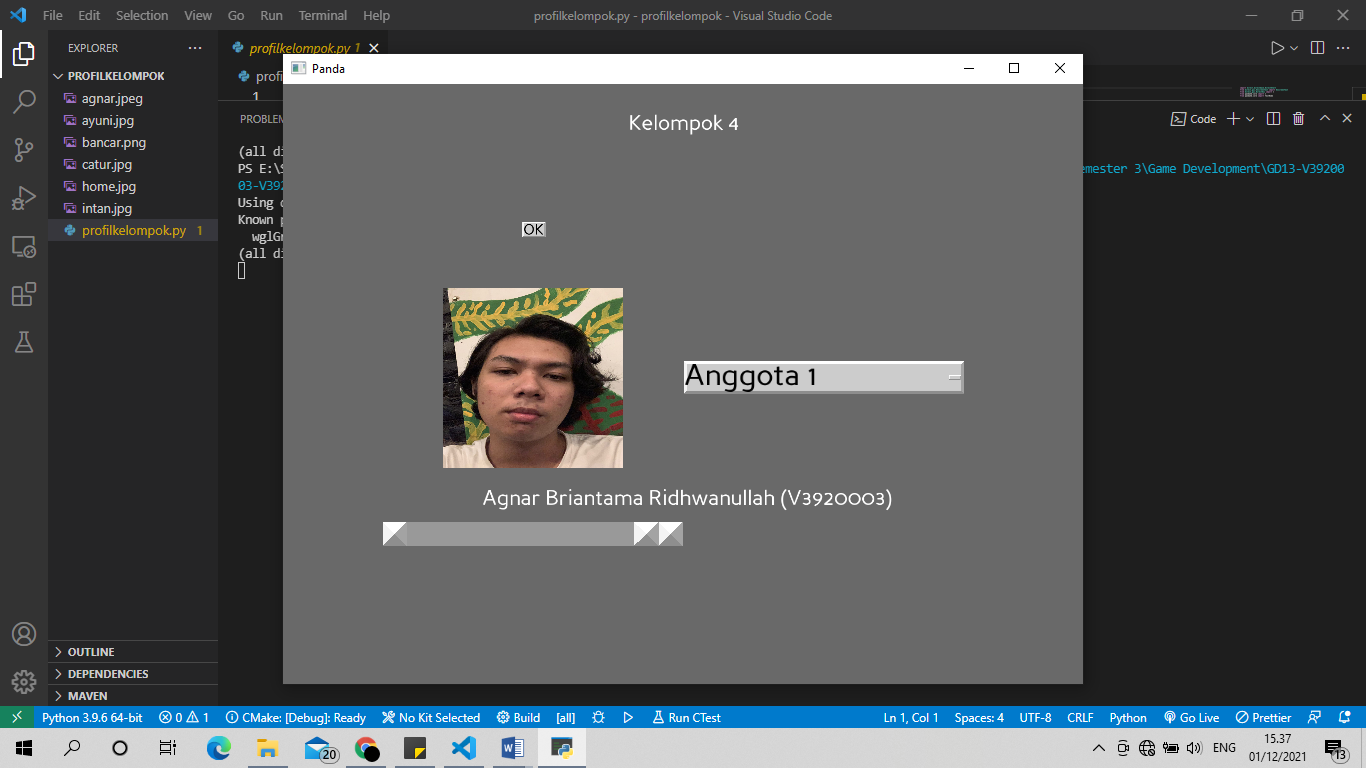 File Edit Selection View Go Run Terminal Help
profilkelompok.py - profilkelompok - Visual Studio Code
EXPLORER
PROFILKELOMPOK
agnar.jpeg
ayuni.jpg
bancar.png
catur.jpg
home.jpg
intan.jpg
profilkelompok.py 1
OUTLINE
DEPENDENCIES
MAVEN
profilkelompok.py 1
1
Code
(all di
PS E:\
emester 3\Game Development\GD13-V39200
03-V392
Using
Known
(all di
Panda
Kelompok 4
OK
Anggota 1
Agnar Briantama Ridhwanullah (V3920003)
Python 3.9.6 64-bit 0 1 CMake: [Debug]: Ready No Kit Selected Build [all] Run CTest
Ln 1, Col 1 Spaces: 4 UTF-8 CRLF Python Go Live Prettier
20
ENG
15.37
01/12/2021
13